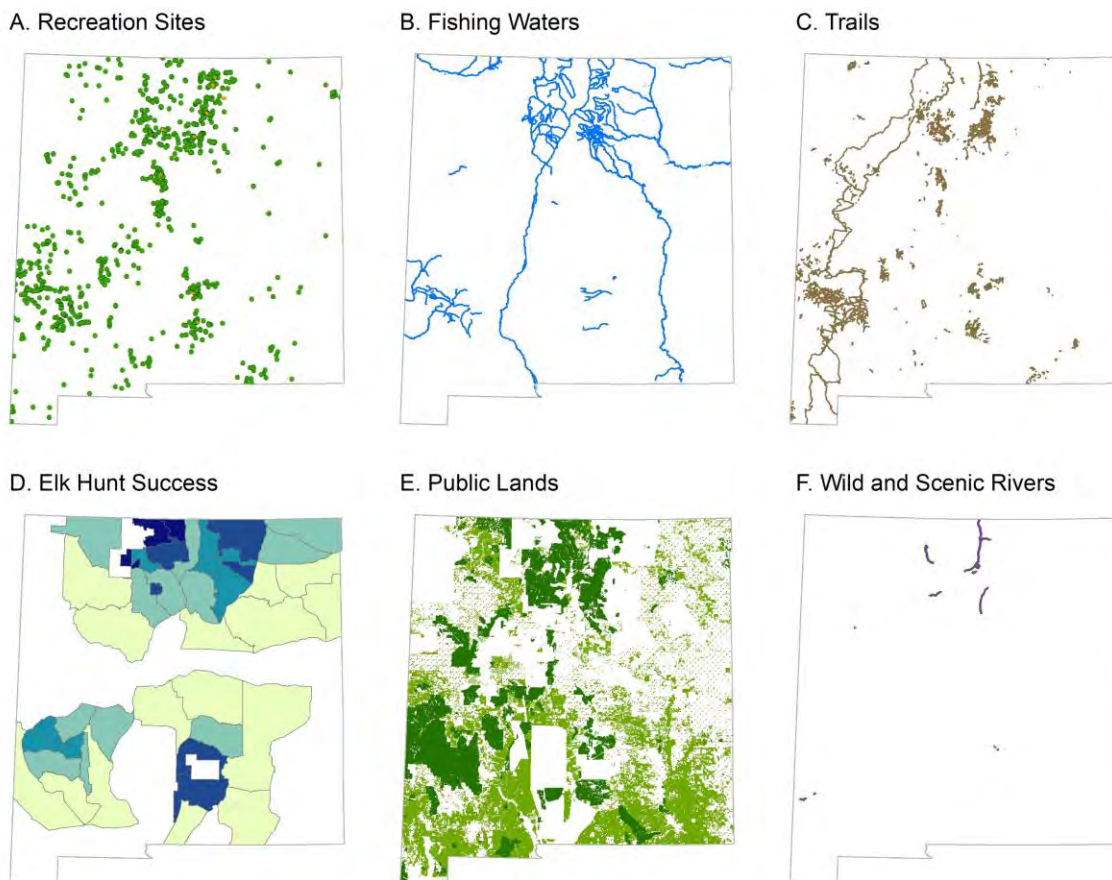 A. Recreation Sites
B. Fishing Waters
C. Trails
D. Elk Hunt Success
E. Public Lands
F. Wild and Scenic Rivers